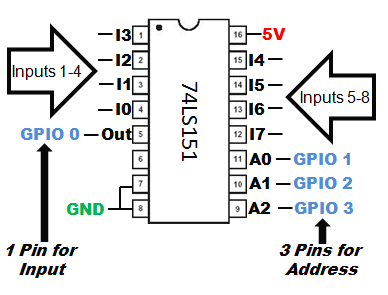 I3 1 16 5V
I2 2 15 I4
Inputs 1-4
I1 3 14 I5
Inputs 5-8
I0 4 13 I6
GPIO 0 Out 5 12 I7
6 11 A0 GPIO 1
7 10 A1 GPIO 2
GND 8 9 A2 GPIO 3
74LS151
1 Pin for
Input
3 Pins for
Address